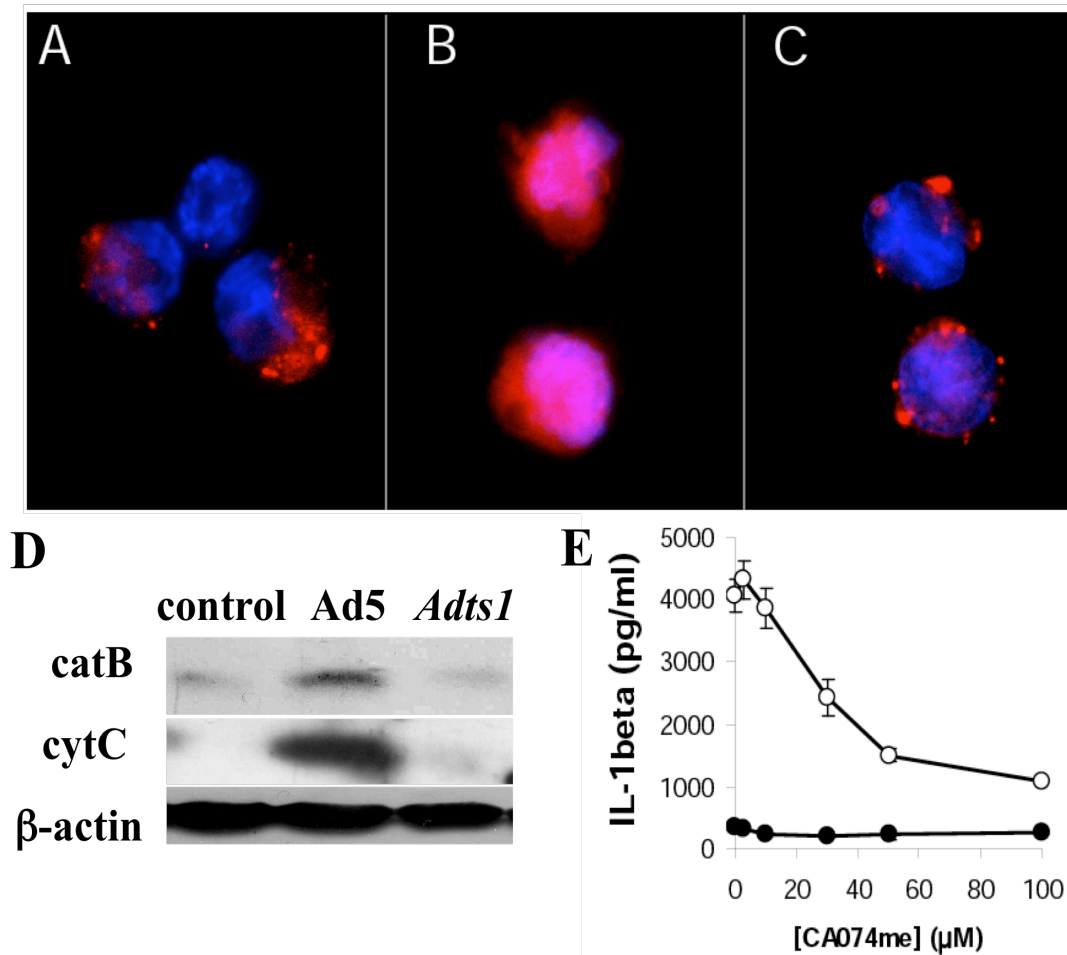 A B C
D
control Ad5 Adts1
catB
cytC
β-actin
E
IL-1beta (pg/ml)
5000
4000
3000
2000
1000
0
0 20 40 60 80 100
[CA074me] (µM)